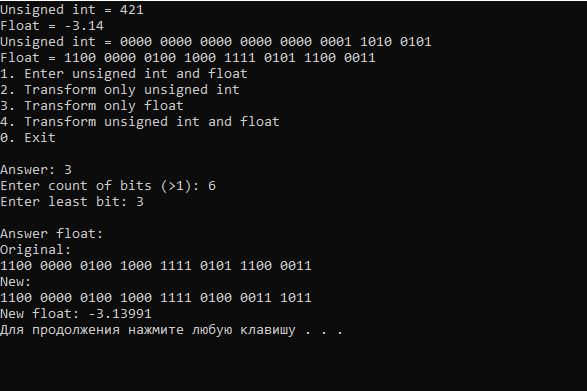 Unsigned int = 421
Float = -3.14
Unsigned int = 0000 0000 0000 0000 0000 0001 1010 0101
Float = 1100 0000 0100 1000 1111 0101 1100 0011
1. Enter unsigned int and float
2. Transform only unsigned int
3. Transform only float
4. Transform unsigned int and float
0. Exit
Answer: 3
Enter count of bits (>1): 6
Enter least bit: 3
Answer float:
Original:
1100 0000 0100 1000 1111 0101 1100 0011
New:
1100 0000 0100 1000 1111 0100 0011 1011
New float: -3.13991
Для продолжения нажмите любую клавишу . . .